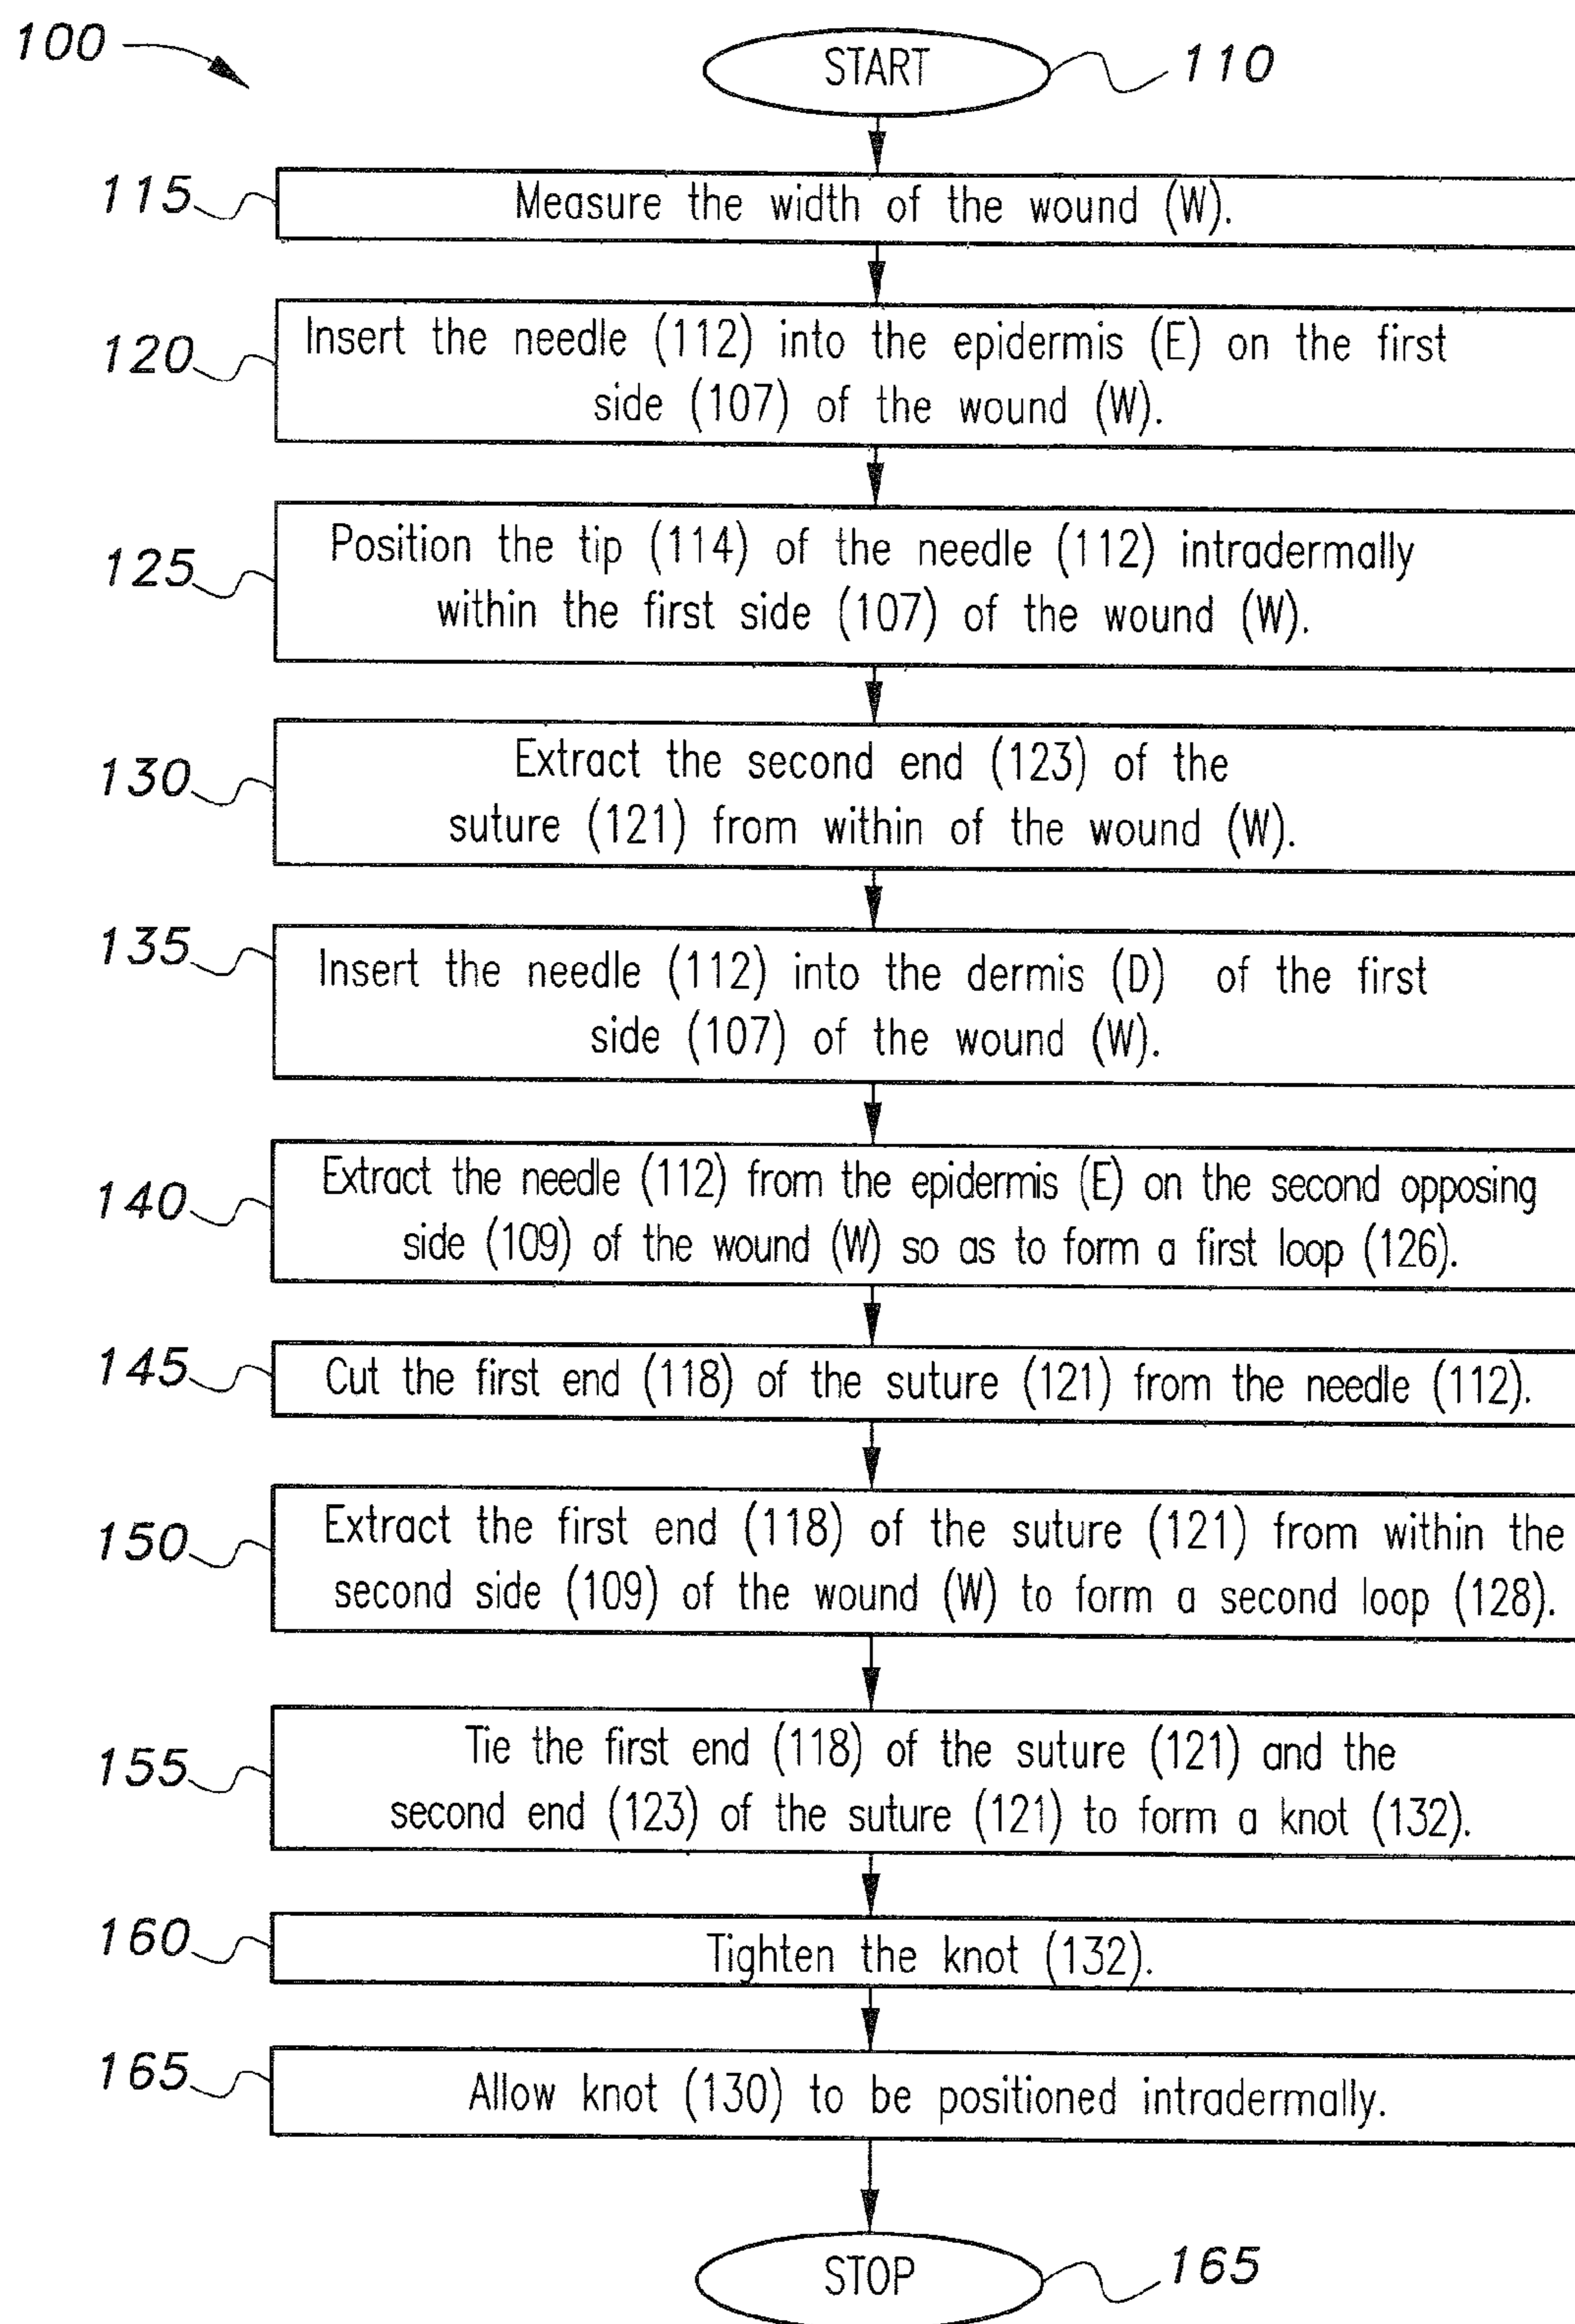 100
START
110
115
Measure the width of the wound (W).
120
Insert the needle (112) into the epidermis (E) on the first
side (107) of the wound (W).
125
Position the tip (114) of the needle (112) intradermally
within the first side (107) of the wound (W).
130
Extract the second end (123) of the
suture (121) from within of the wound (W).
135
Insert the needle (112) into the dermis (D) of the first
side (107) of the wound (W).
140
Extract the needle (112) from the epidermis (E) on the second opposing
side (109) of the wound (W) so as to form a first loop (126).
145
Cut the first end (118) of the suture (121) from the needle (112).
150
Extract the first end (118) of the suture (121) from within the
second side (109) of the wound (W) to form a second loop (128).
155
Tie the first end (118) of the suture (121) and the
second end (123) of the suture (121) to form a knot (132).
160
Tighten the knot (132).
165
Allow knot (130) to be positioned intradermally.
STOP
165